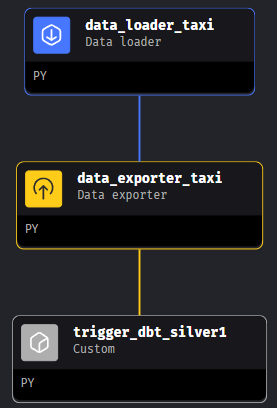 data_loader_taxi
Data loader
PY
data_exporter_taxi
Data exporter
PY
trigger_dbt_silver1
Custom
PY